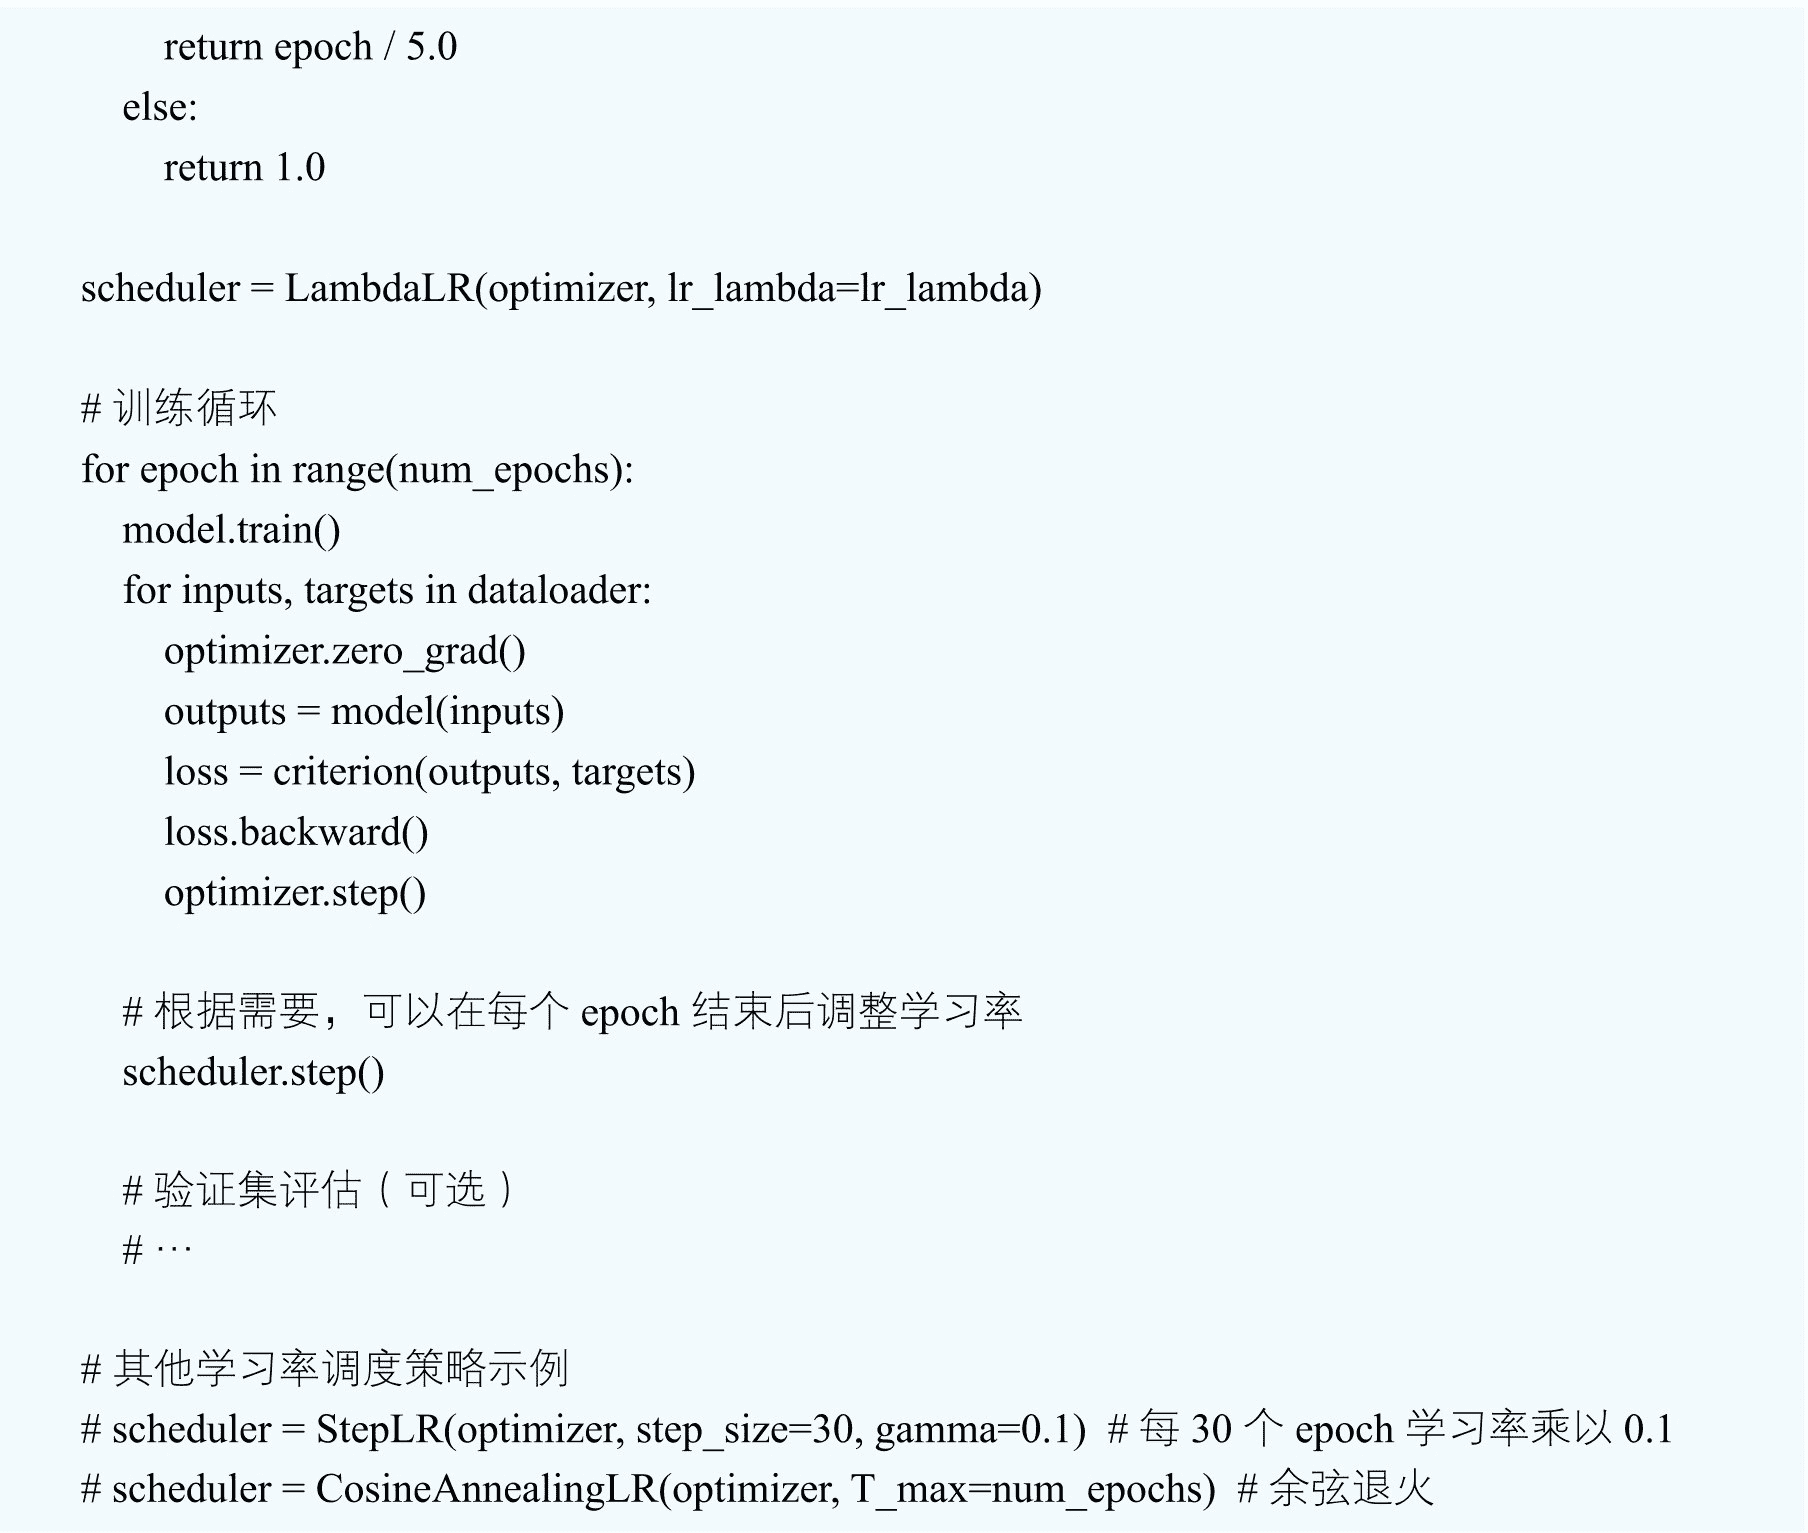 return epoch / 5.0
else:
return 1.0
scheduler = LambdaLR(optimizer, lr_lambda=lr_lambda)
# 训练循环
for epoch in range(num_epochs):
model.train()
for inputs, targets in dataloader:
optimizer.zero_grad()
outputs = model(inputs)
loss = criterion(outputs, targets)
loss.backward()
optimizer.step()
# 根据需要，可以在每个 epoch 结束后调整学习率
scheduler.step()
# 验证集评估（可选）
# …
# 其他学习率调度策略示例
# scheduler = StepLR(optimizer, step_size=30, gamma=0.1)  # 每 30 个 epoch 学习率乘以 0.1
# scheduler = CosineAnnealingLR(optimizer, T_max=num_epochs)  # 余弦退火